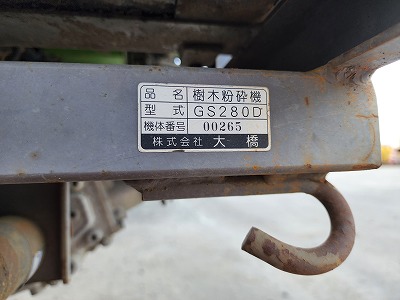 品名 樹木粉砕機
型式 GS280D
機体番号 00265
株式会社 大橋